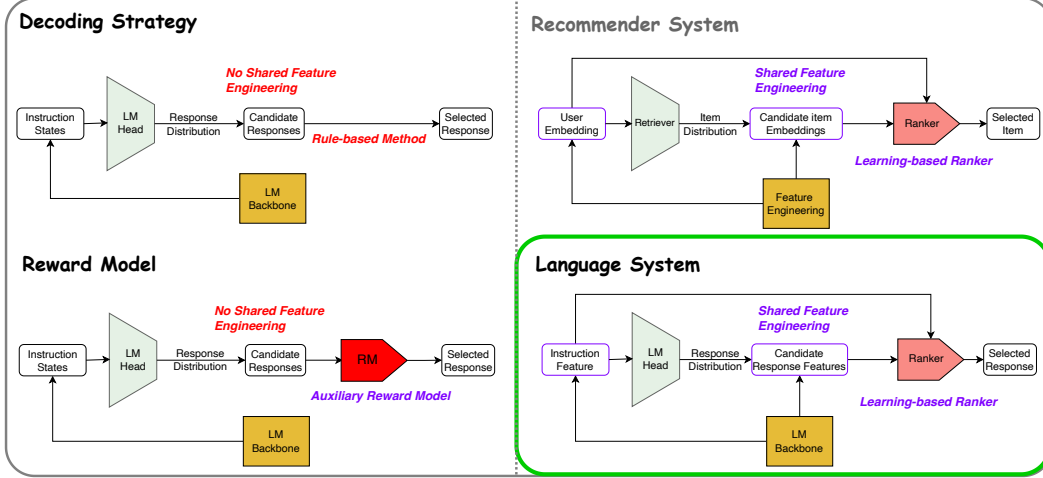 Decoding Strategy
No Shared Feature
Engineering
Instruction
States
LM
Head
Response
Distribution
Candidate
Responses
Rule-based Method
Selected
Response
LM
Backbone
Recommender System
Shared Feature
Engineering
User
Embedding
Retriever
Item
Distribution
Candidate item
Embeddings
Ranker
Selected
Item
Learning-based Ranker
Feature
Engineering
Reward Model
No Shared Feature
Engineering
Instruction
States
LM
Head
Response
Distribution
Candidate
Responses
RM
Selected
Response
Auxiliary Reward Model
LM
Backbone
Language System
Shared Feature
Engineering
Instruction
Feature
LM
Head
Response
Distribution
Candidate
Response Features
Ranker
Selected
Response
Learning-based Ranker
LM
Backbone